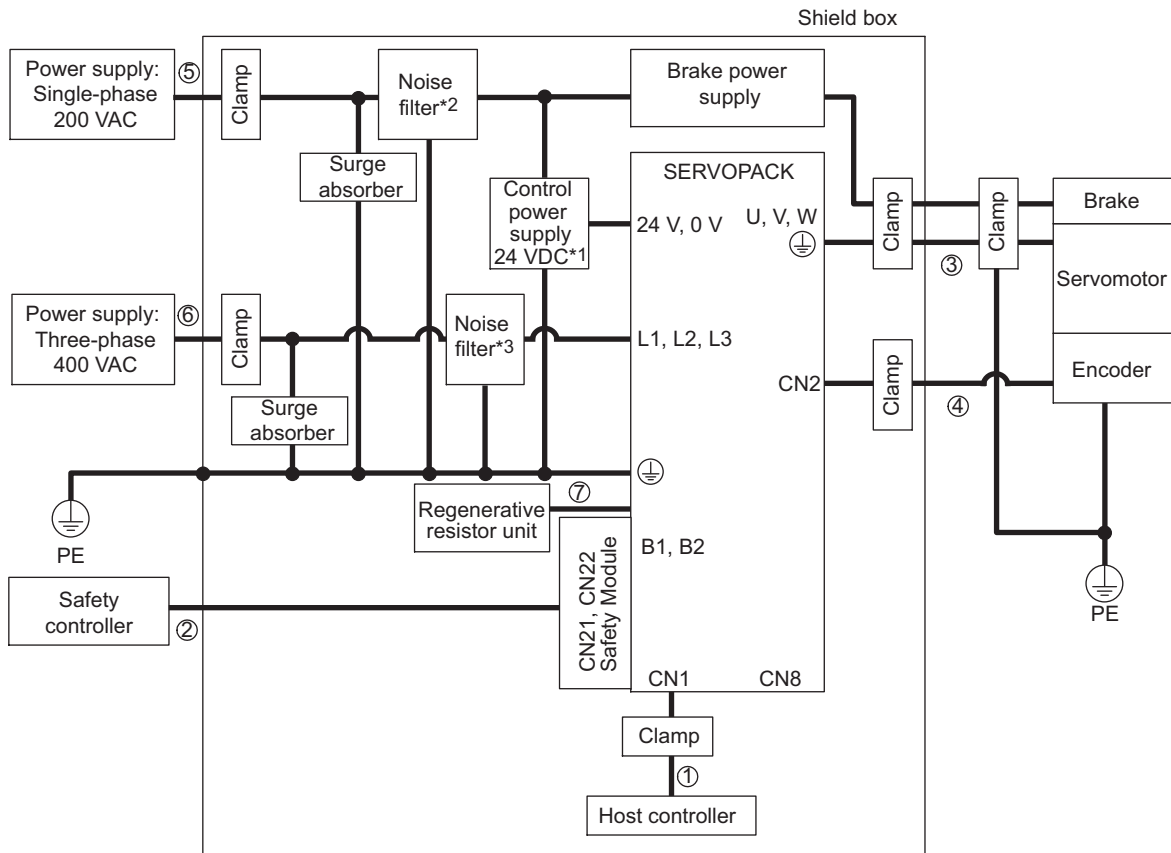 Shield box
Power supply:
Single-phase
200 VAC
⑤
Clamp
Noise
filter*2
Brake power
supply
Surge
absorber
Control
power
supply
24 VDC*1
SERVOPACK
24 V, 0 V
U, V, W
Clamp
Clamp
③
Brake
Servomotor
Encoder
Power supply:
Three-phase
400 VAC
⑥
Clamp
Noise
filter*3
L1, L2, L3
CN2
Clamp
④
Surge
absorber
PE
Regenerative
resistor unit
⑦
B1, B2
PE
Safety
controller
②
CN21, CN22
Safety Module
CN1
CN8
Clamp
①
Host controller